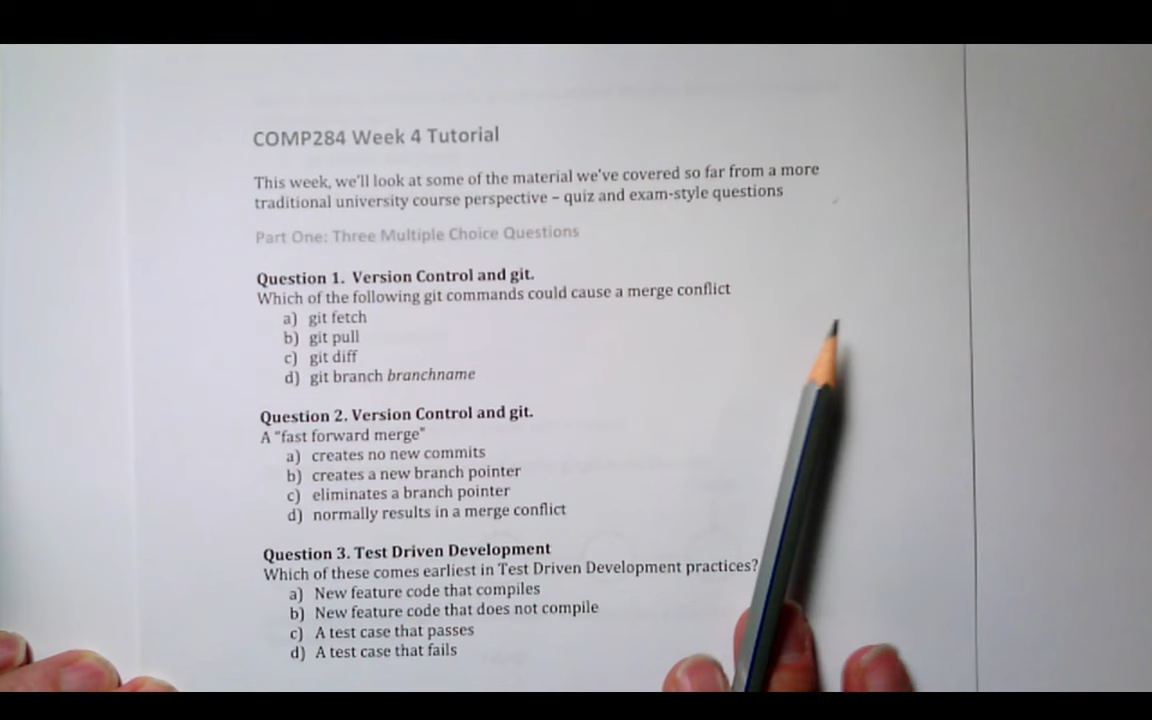 COMP284 Week 4 Tutorial
This week, we'll look at some of the material we've covered so far from a more
traditional university course perspective – quiz and exam-style questions
Part One: Three Multiple Choice Questions
Question 1. Version Control and git.
Which of the following git commands could cause a merge conflict
a) git fetch
b) git pull
c) git diff
d) git branch branchname
Question 2. Version Control and git.
A "fast forward merge"
a) creates no new commits
b) creates a new branch pointer
c) eliminates a branch pointer
d) normally results in a merge conflict
Question 3. Test Driven Development
Which of these comes earliest in Test Driven Development practices?
a) New feature code that compiles
b) New feature code that does not compile
c) A test case that passes
d) A test case that fails